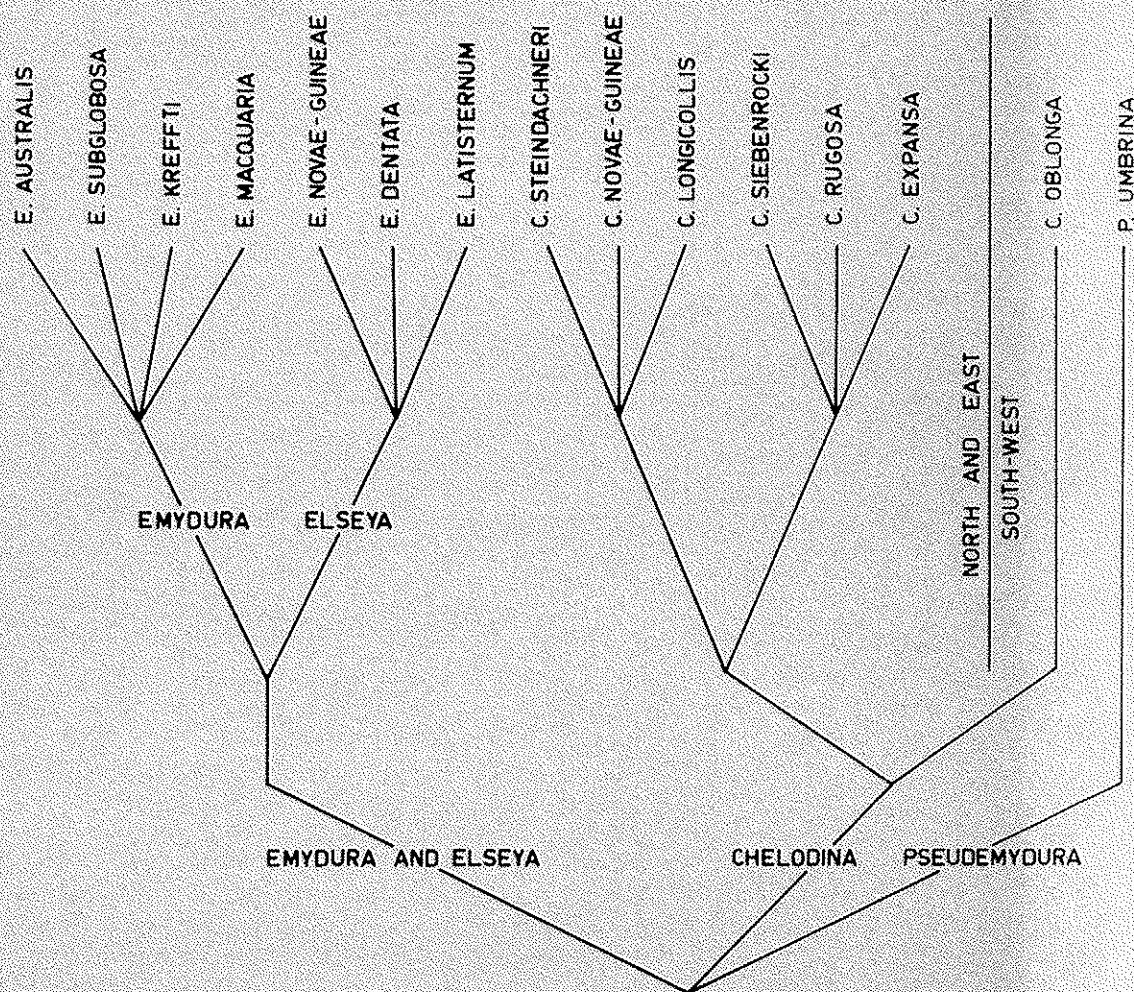 E. AUSTRALIS
E. SUBGLOBOSA
E. KREFFTI
E. MACQUARIA
E. NOVAE-GUINEAE
E. DENTATA
E. LATISTERNUM
C. STEINDACHNERI
C. NOVAE-GUINEAE
C. LONGICOLLIS
C. SIEBENROCKI
C. RUGOSA
C. EXPANSA
NORTH AND EAST
SOUTH-WEST
C. OBLONGA
P. UMBRINA
EMYDURA
ELSEYA
EMYDURA AND ELSEYA
CHELODINA
PSEUDEMYDURA